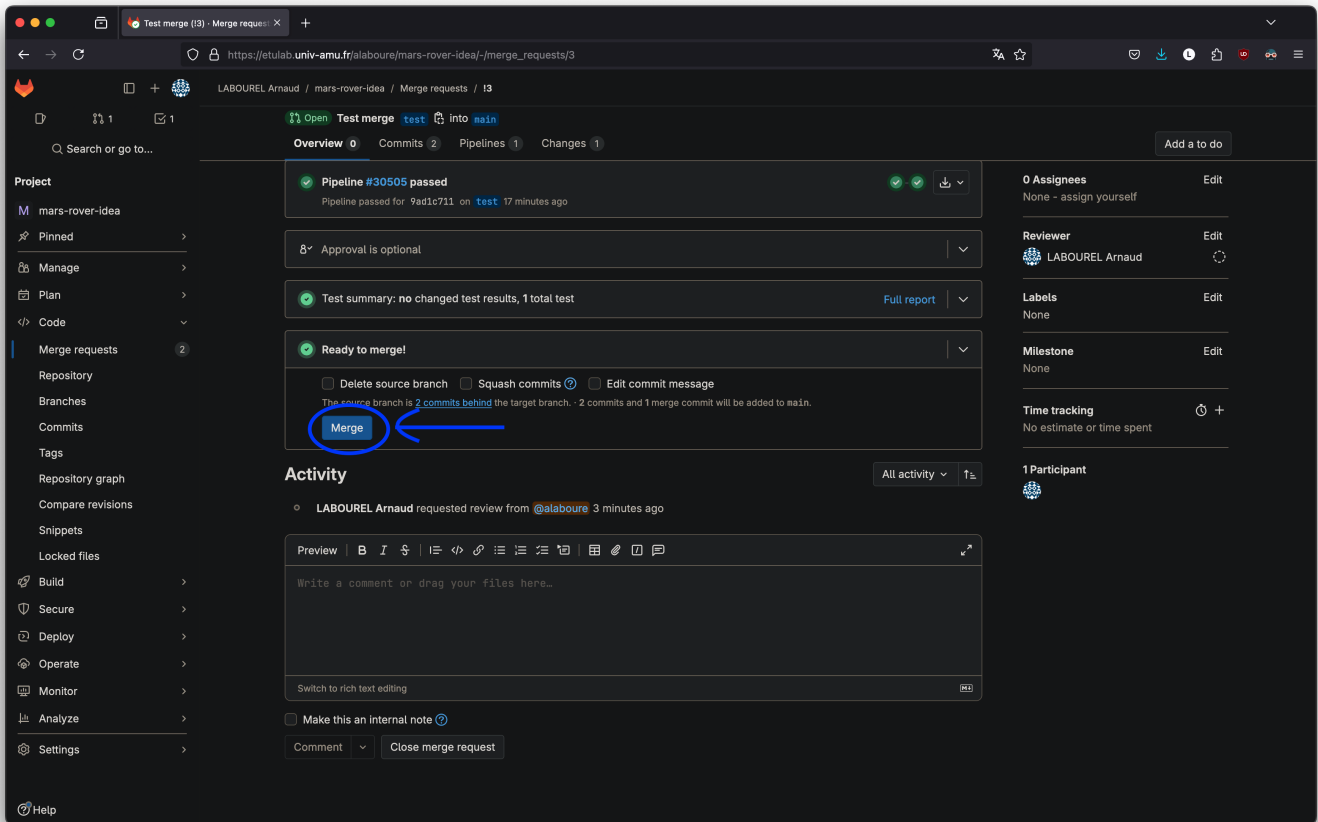 Test merge (!3) · Merge request
https://etulab.univ-amu.fr/alaboure/mars-rover-idea/-/merge_requests/3
LABOUREL Arnaud / mars-rover-idea / Merge requests / !3
1 1
Search or go to...
Project
M mars-rover-idea
Pinned
Manage
Plan
Code
Merge requests 2
Repository
Branches
Commits
Tags
Repository graph
Compare revisions
Snippets
Locked files
Build
Secure
Deploy
Operate
Monitor
Analyze
Settings
Help
Open Test merge test into main
Overview 0 Commits 2 Pipelines 1 Changes 1
Add a to do
Pipeline #30505 passed
Pipeline passed for 9ad1c711 on test 17 minutes ago
Approval is optional
Test summary: no changed test results, 1 total test Full report
Ready to merge!
Delete source branch Squash commits Edit commit message
The source branch is 2 commits behind the target branch. · 2 commits and 1 merge commit will be added to main.
Merge
Activity
All activity
LABOUREL Arnaud requested review from @alaboure 3 minutes ago
Preview
Write a comment or drag your files here…
Switch to rich text editing
Make this an internal note
Comment Close merge request
0 Assignees Edit
None - assign yourself
Reviewer Edit
LABOUREL Arnaud
Labels Edit
None
Milestone Edit
None
Time tracking
No estimate or time spent
1 Participant